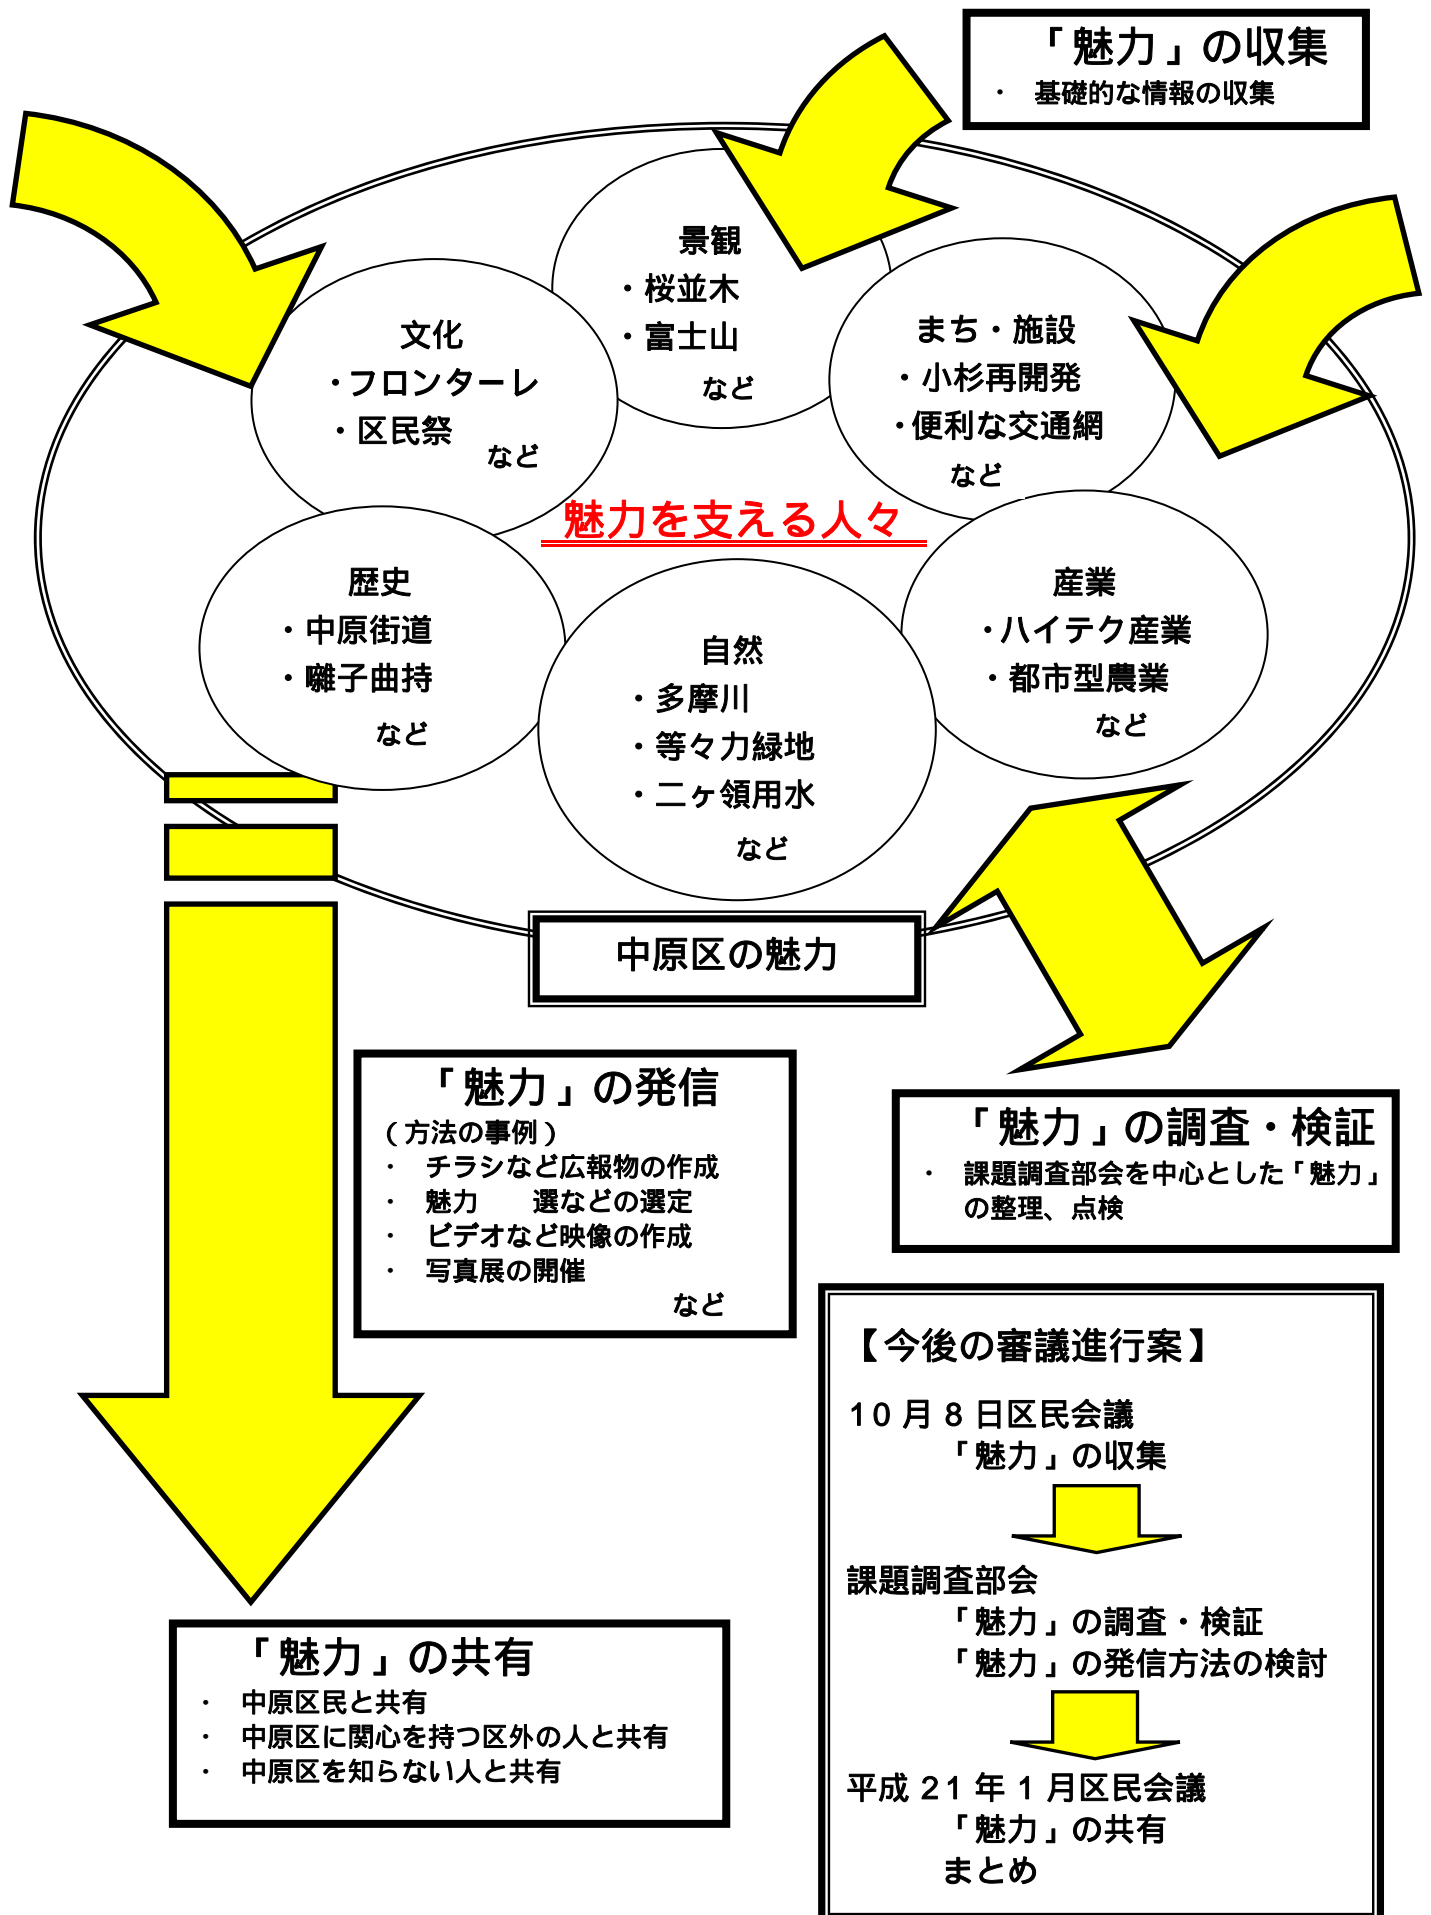 「魅力」の収集
・ 基礎的な情報の収集
景観
・桜並木
・富士山
など
文化
・フロンターレ
・区民祭
など
まち・施設
・小杉再開発
・便利な交通網
など
魅力を支える人々
歴史
・中原街道
・囃子曲持
など
自然
・多摩川
・等々力緑地
・二ヶ領用水
など
産業
・ハイテク産業
・都市型農業
など
中原区の魅力
「魅力」の発信
(方法の事例)
・ チラシなど広報物の作成
・ 魅力　　選などの選定
・ ビデオなど映像の作成
・ 写真展の開催
など
「魅力」の調査・検証
・ 課題調査部会を中心とした「魅力」
の整理、点検
「魅力」の共有
・ 中原区民と共有
・ 中原区に関心を持つ区外の人と共有
・ 中原区を知らない人と共有
【今後の審議進行案】
10月8日区民会議
「魅力」の収集
課題調査部会
「魅力」の調査・検証
「魅力」の発信方法の検討
平成21年1月区民会議
「魅力」の共有
まとめ